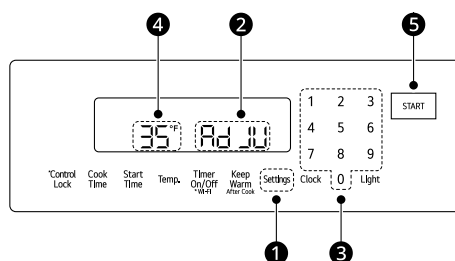 4 2 5
1 2 3
START
35°F Ad JU
4 5 6
7 8 9
*Control Lock Cook Time Start Time Temp. Timer On/Off *Wi-Fi Keep Warm After Cook Settings Clock 0 Light
1 3